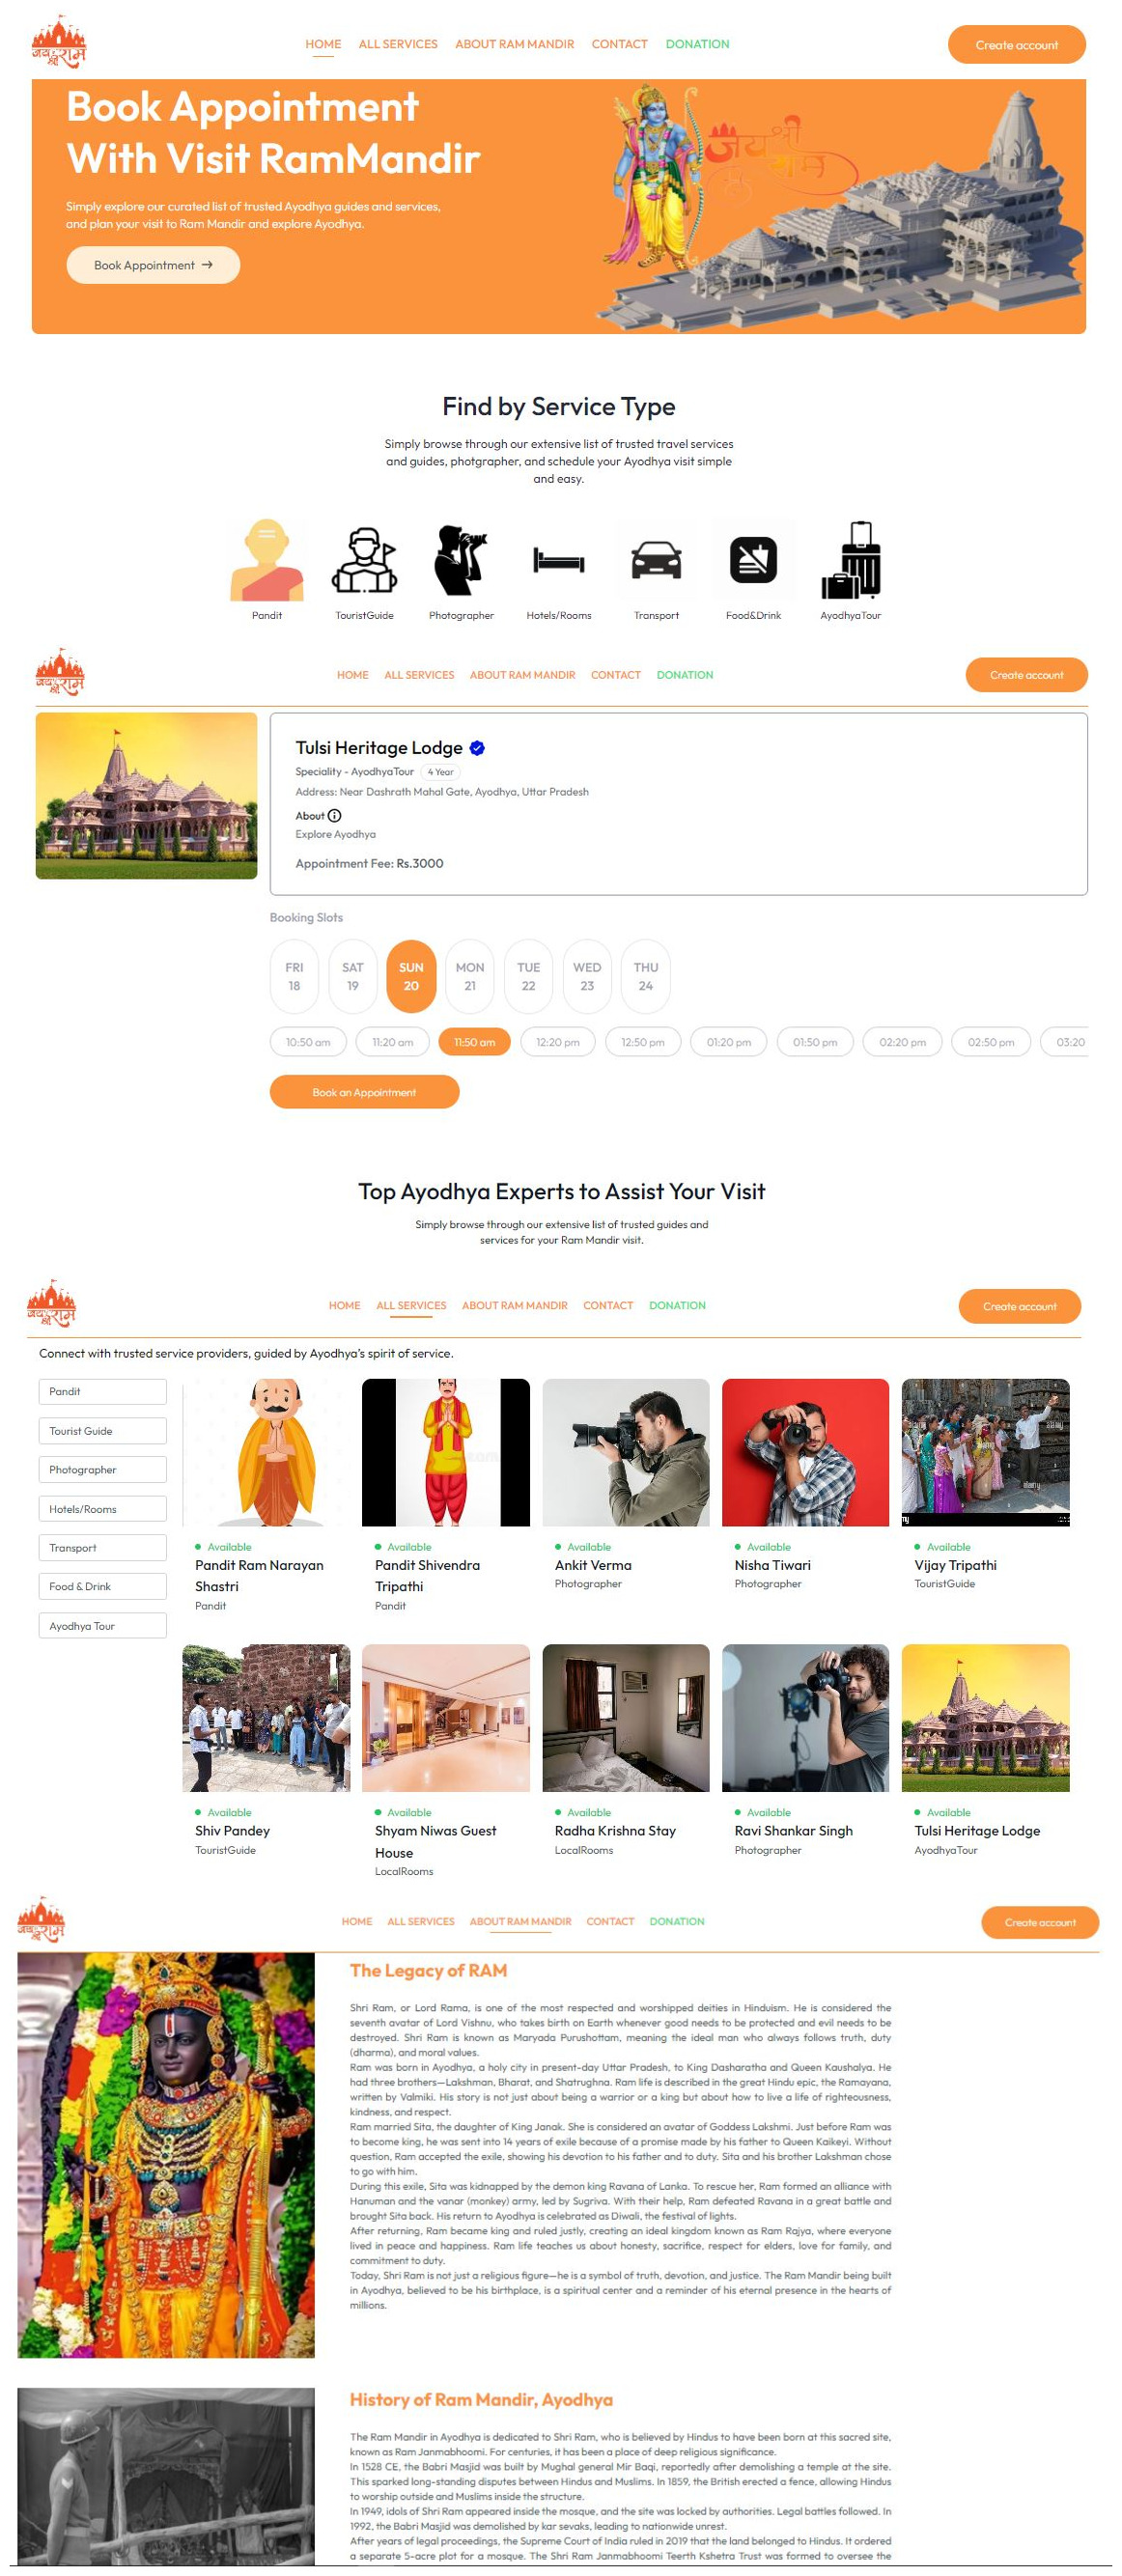 जय श्री राम
HOME ALL SERVICES ABOUT RAM MANDIR CONTACT DONATION
Create account
Book Appointment
With Visit RamMandir
Simply explore our curated list of trusted Ayodhya guides and services,
and plan your visit to Ram Mandir and explore Ayodhya.
Book Appointment →
जय श्री राम
Find by Service Type
Simply browse through our extensive list of trusted travel services
and guides, photgrapher, and schedule your Ayodhya visit simple
and easy.
Pandit TouristGuide Photographer Hotels/Rooms Transport Food&Drink AyodhyaTour
जय श्री राम
HOME ALL SERVICES ABOUT RAM MANDIR CONTACT DONATION
Create account
Tulsi Heritage Lodge
Speciality - AyodhyaTour 4 Year
Address: Near Dashrath Mahal Gate, Ayodhya, Uttar Pradesh
About
Explore Ayodhya
Appointment Fee: Rs.3000
Booking Slots
FRI SAT SUN MON TUE WED THU
18 19 20 21 22 23 24
10:50 am 11:20 am 11:50 am 12:20 pm 12:50 pm 01:20 pm 01:50 pm 02:20 pm 02:50 pm 03:20
Book an Appointment
Top Ayodhya Experts to Assist Your Visit
Simply browse through our extensive list of trusted guides and
services for your Ram Mandir visit.
जय श्री राम
HOME ALL SERVICES ABOUT RAM MANDIR CONTACT DONATION
Create account
Connect with trusted service providers, guided by Ayodhya's spirit of service.
Pandit
Tourist Guide
Photographer
Hotels/Rooms
Transport
Food & Drink
Ayodhya Tour
alamy
Available
Pandit Ram Narayan
Shastri
Pandit
Available
Pandit Shivendra
Tripathi
Pandit
Available
Ankit Verma
Photographer
Available
Nisha Tiwari
Photographer
Available
Vijay Tripathi
TouristGuide
Available
Shiv Pandey
TouristGuide
Available
Shyam Niwas Guest
House
LocalRooms
Available
Radha Krishna Stay
LocalRooms
Available
Ravi Shankar Singh
Photographer
Available
Tulsi Heritage Lodge
AyodhyaTour
जय श्री राम
HOME ALL SERVICES ABOUT RAM MANDIR CONTACT DONATION
Create account
The Legacy of RAM
Shri Ram, or Lord Rama, is one of the most respected and worshipped deities in Hinduism. He is considered the
seventh avatar of Lord Vishnu, who takes birth on Earth whenever good needs to be protected and evil needs to be
destroyed. Shri Ram is known as Maryada Purushottam, meaning the ideal man who always follows truth, duty
(dharma), and moral values.
Ram was born in Ayodhya, a holy city in present-day Uttar Pradesh, to King Dasharatha and Queen Kaushalya. He
had three brothers—Lakshman, Bharat, and Shatrughna. Ram life is described in the great Hindu epic, the Ramayana,
written by Valmiki. His story is not just about being a warrior or a king but about how to live a life of righteousness,
kindness, and respect.
Ram married Sita, the daughter of King Janak. She is considered an avatar of Goddess Lakshmi. Just before Ram was
to become king, he was sent into 14 years of exile because of a promise made by his father to Queen Kaikeyi. Without
question, Ram accepted the exile, showing his devotion to his father and to duty. Sita and his brother Lakshman chose
to go with him.
During this exile, Sita was kidnapped by the demon king Ravana of Lanka. To rescue her, Ram formed an alliance with
Hanuman and the vanar (monkey) army, led by Sugriva. With their help, Ram defeated Ravana in a great battle and
brought Sita back. His return to Ayodhya is celebrated as Diwali, the festival of lights.
After returning, Ram became king and ruled justly, creating an ideal kingdom known as Ram Rajya, where everyone
lived in peace and happiness. Ram life teaches us about honesty, sacrifice, respect for elders, love for family, and
commitment to duty.
Today, Shri Ram is not just a religious figure—he is a symbol of truth, devotion, and justice. The Ram Mandir being built
in Ayodhya, believed to be his birthplace, is a spiritual center and a reminder of his eternal presence in the hearts of
millions.
History of Ram Mandir, Ayodhya
The Ram Mandir in Ayodhya is dedicated to Shri Ram, who is believed by Hindus to have been born at this sacred site,
known as Ram Janmabhoomi. For centuries, it has been a place of deep religious significance.
In 1528 CE, the Babri Masjid was built by Mughal general Mir Baqi, reportedly after demolishing a temple at the site.
This sparked long-standing disputes between Hindus and Muslims. In 1859, the British erected a fence, allowing Hindus
to worship outside and Muslims inside the structure.
In 1949, idols of Shri Ram appeared inside the mosque, and the site was locked by authorities. Legal battles followed. In
1992, the Babri Masjid was demolished by kar sevaks, leading to nationwide unrest.
After years of legal proceedings, the Supreme Court of India ruled in 2019 that the land belonged to Hindus. It ordered
a separate 5-acre plot for a mosque. The Shri Ram Janmabhoomi Teerth Kshetra Trust was formed to oversee the